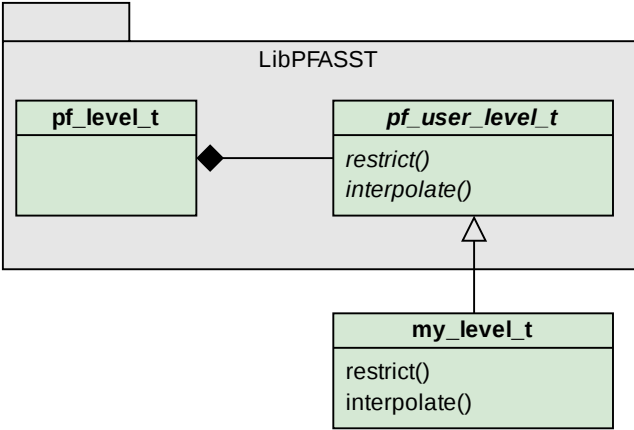 LibPFASST
pf_level_t
pf_user_level_t
restrict()
interpolate()
my_level_t
restrict()
interpolate()